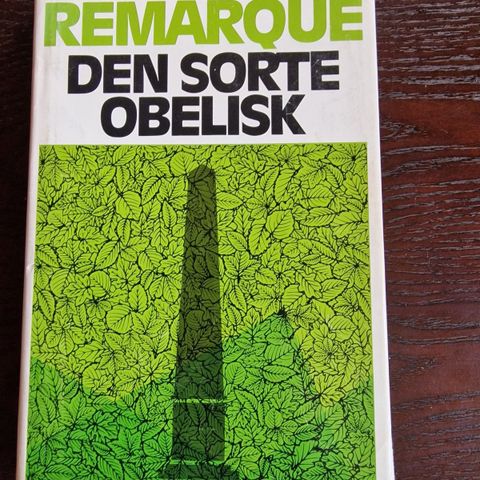 REMARQUE
DEN SORTE
OBELISK